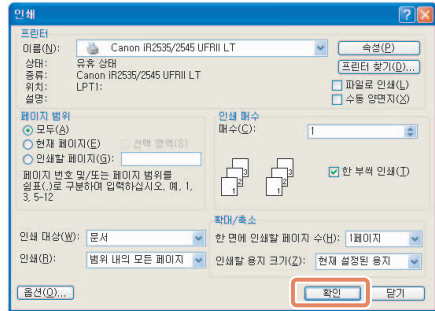 인쇄
프린터
이름(N): Canon iR2535/2545 UFRII LT 속성(P)
상태: 유휴 상태 프린터 찾기(D)...
종류: Canon iR2535/2545 UFRII LT
위치: LPT1: 파일로 인쇄(L)
설명: 수동 양면지(X)
페이지 범위 인쇄 매수
모두(A) 매수(C): 1
현재 페이지(E) 선택 영역(S)
인쇄할 페이지(G):
페이지 번호 및/또는 페이지 범위를
쉼표(,)로 구분하여 입력하십시오. 예, 1,
3, 5-12
1 2 3 1 2 3 한 부씩 인쇄(T)
확대/축소
인쇄 대상(W): 문서 한 면에 인쇄할 페이지 수(H): 1페이지
인쇄(R): 범위 내의 모든 페이지 인쇄할 용지 크기(Z): 현재 설정된 용지
옵션(O)... 확인 닫기